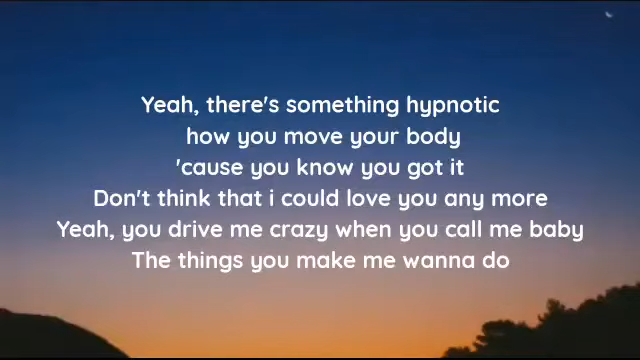 Yeah, there's something hypnotic
how you move your body
'cause you know you got it
Don't think that i could love you any more
Yeah, you drive me crazy when you call me baby
The things you make me wanna do